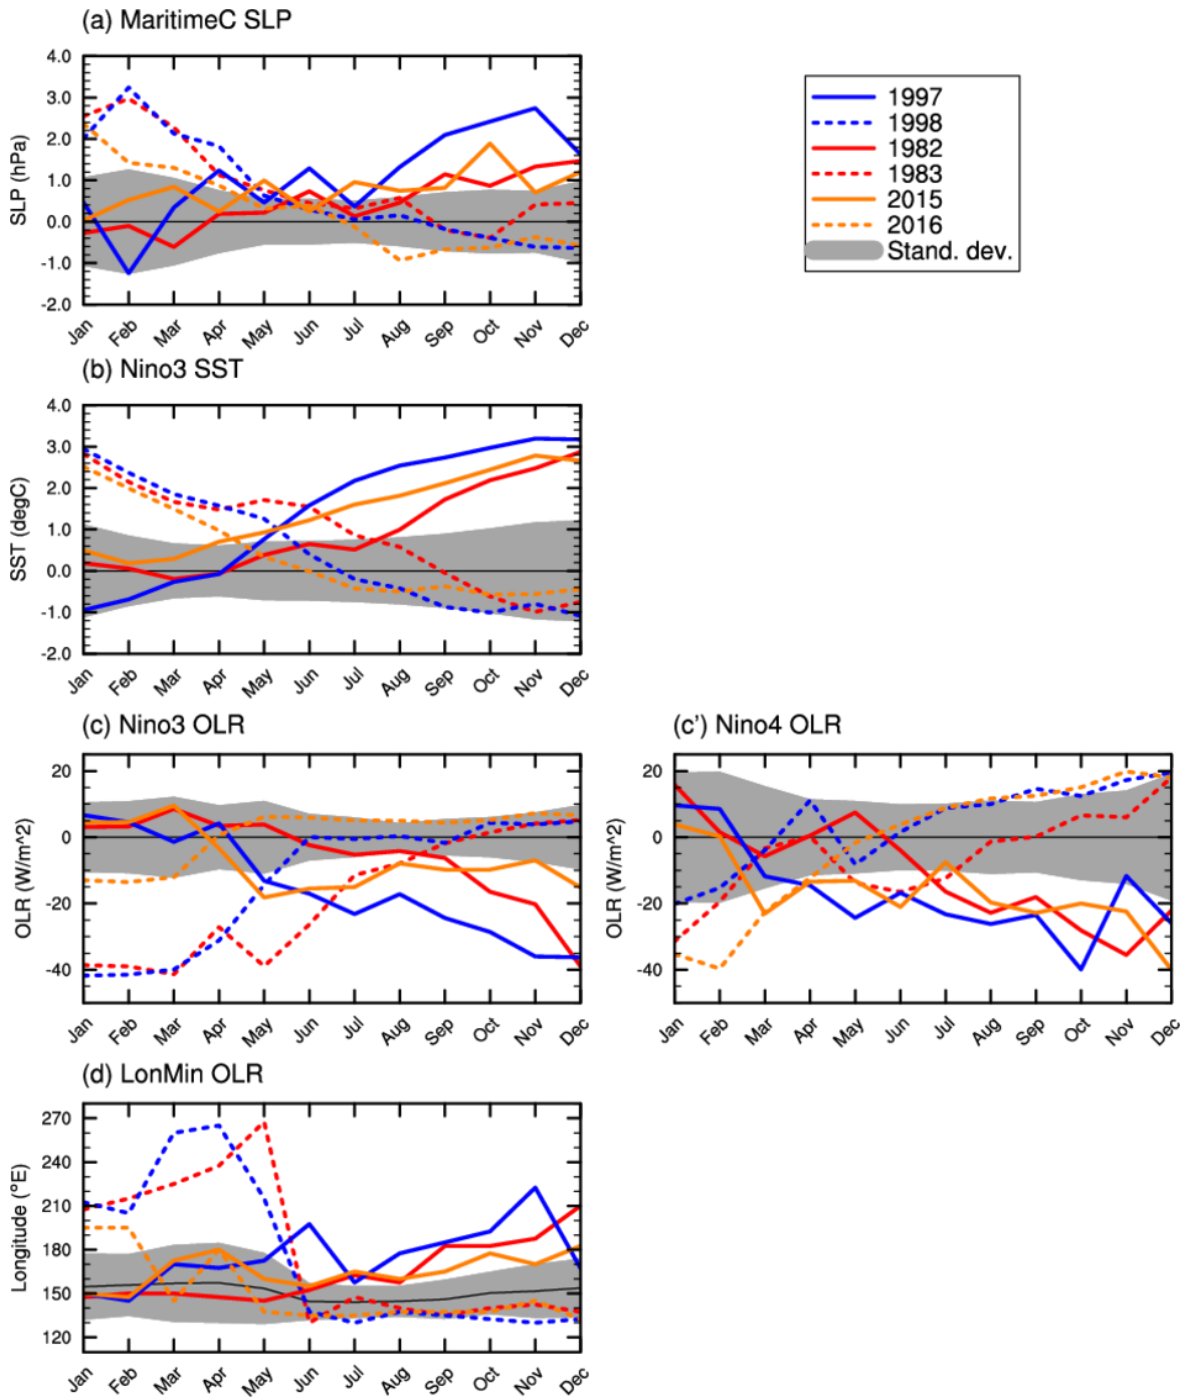 (a) MaritimeC SLP
4.0
3.0
2.0
1.0
0.0
-1.0
-2.0
SLP (hPa)
Jan Feb Mar Apr May Jun Jul Aug Sep Oct Nov Dec
1997
1998
1982
1983
2015
2016
Stand. dev.
(b) Nino3 SST
4.0
3.0
2.0
1.0
0.0
-1.0
-2.0
SST (degC)
Jan Feb Mar Apr May Jun Jul Aug Sep Oct Nov Dec
(c) Nino3 OLR
20
0
-20
-40
OLR (W/m^2)
Jan Feb Mar Apr May Jun Jul Aug Sep Oct Nov Dec
(c') Nino4 OLR
20
0
-20
-40
OLR (W/m^2)
Jan Feb Mar Apr May Jun Jul Aug Sep Oct Nov Dec
(d) LonMin OLR
270
240
210
180
150
120
Longitude (°E)
Jan Feb Mar Apr May Jun Jul Aug Sep Oct Nov Dec